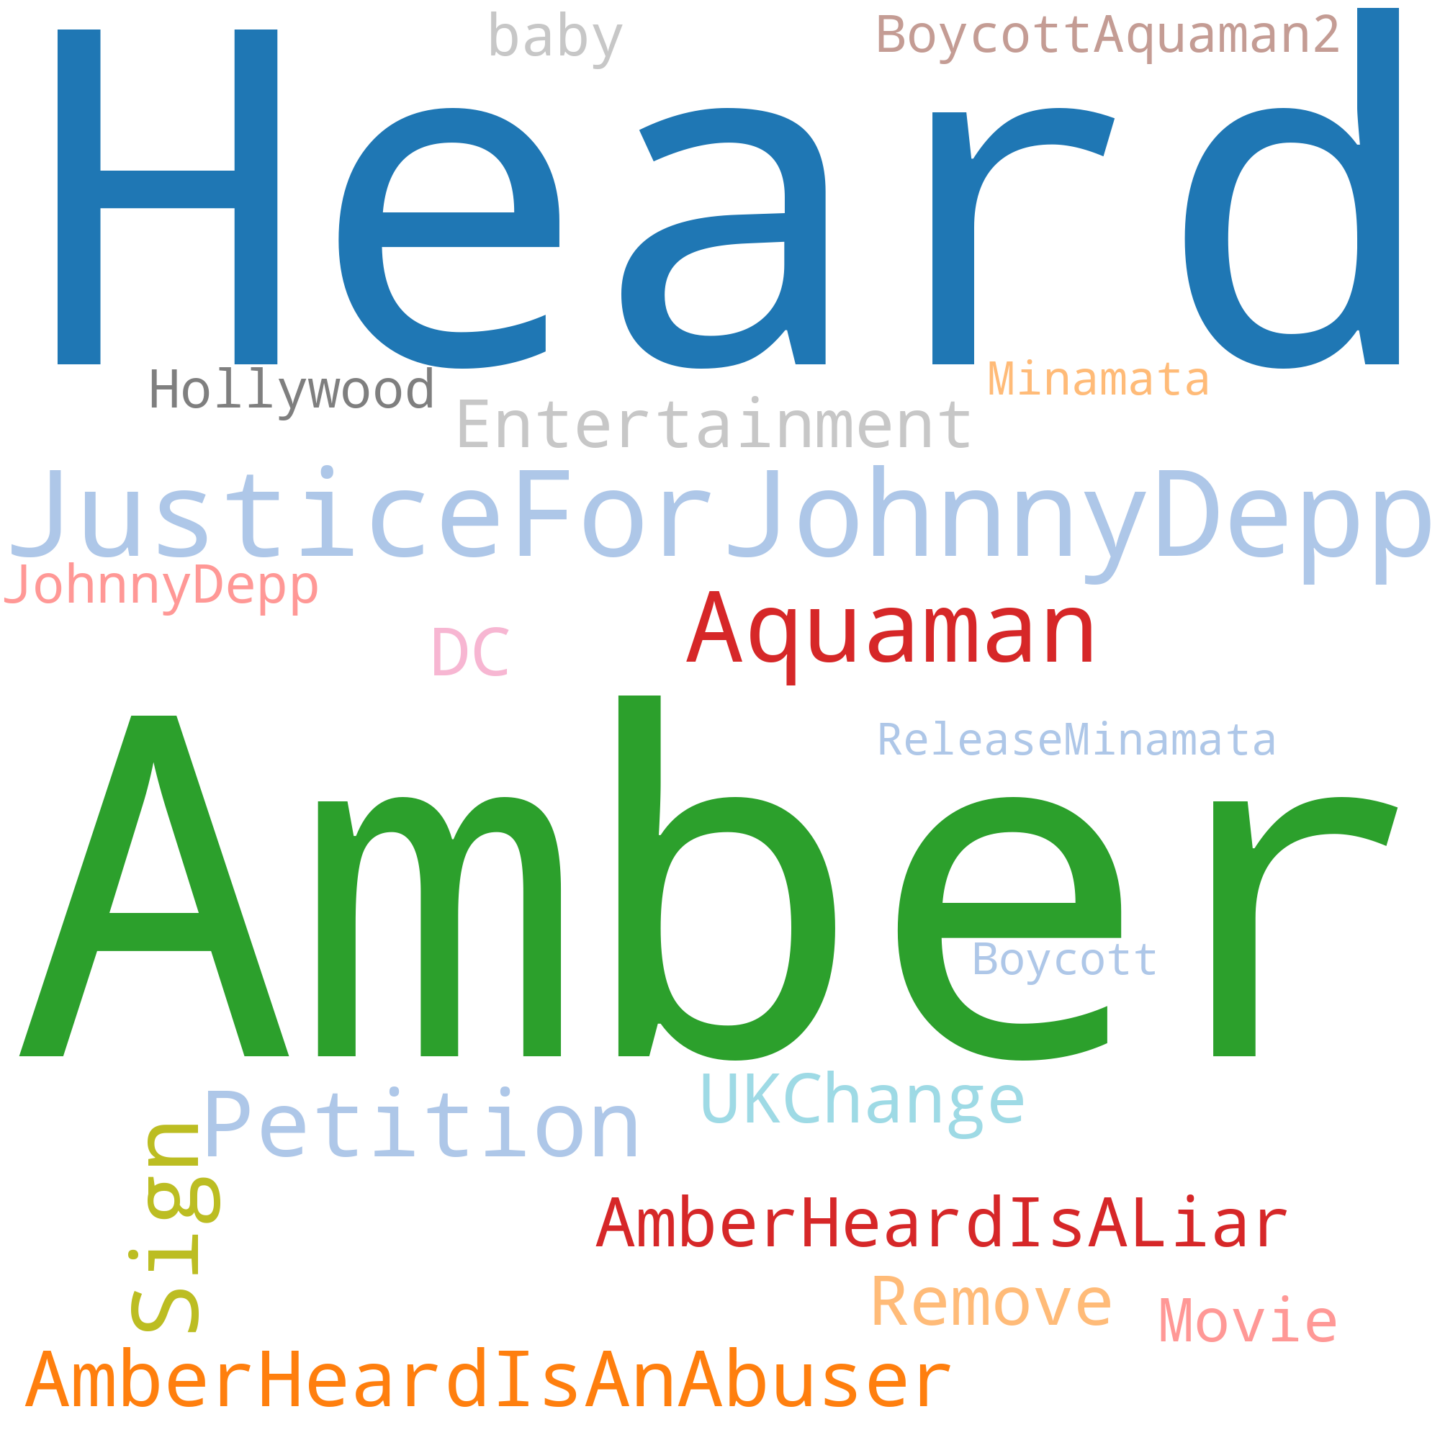 baby
BoycottAquaman2
Heard
Hollywood
Minamata
Entertainment
JusticeForJohnnyDepp
JohnnyDepp
Aquaman
DC
ReleaseMinamata
Amber
Boycott
Petition
UKChange
Sign
AmberHeardIsALiar
Remove
Movie
AmberHeardIsAnAbuser